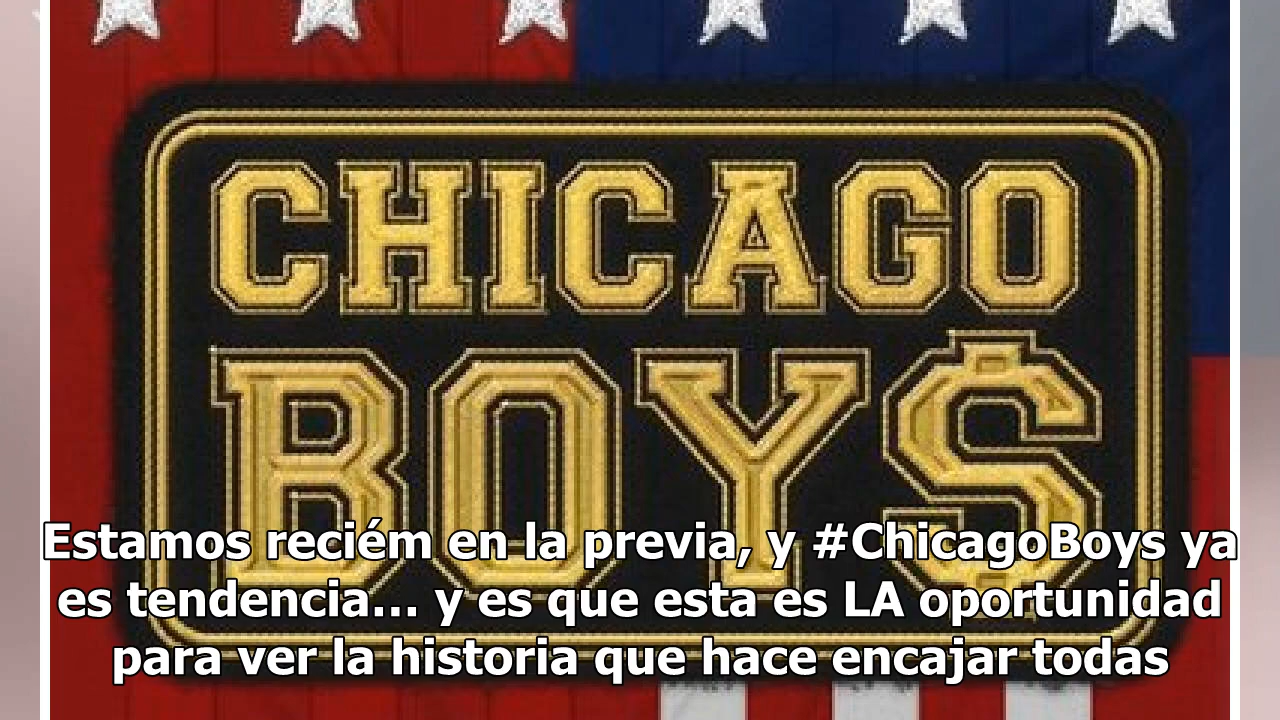 CHICAGO
BOY$
Estamos reciém en la previa, y #ChicagoBoys ya
es tendencia... y es que esta es LA oportunidad
para ver la historia que hace encajar todas